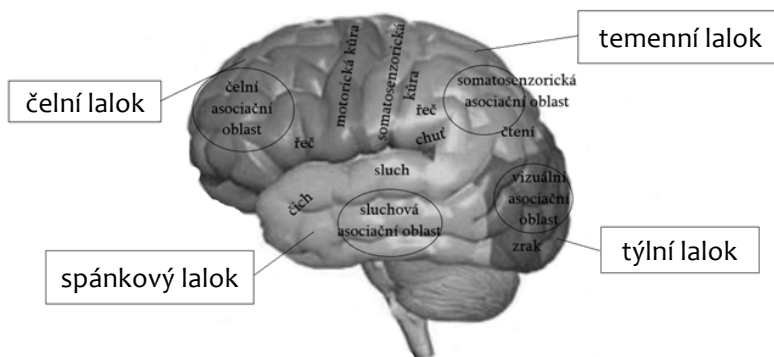 temenní lalok
čelní lalok
čelní
asociační
oblast
řeč
motorická kůra
somatosenzorická
kůra
řeč
chuť
somatosenzorická
asociační oblast
čtení
sluch
čich
sluchová
asociační oblast
vizuální
asociační
oblast
zrak
spánkový lalok
týlní lalok